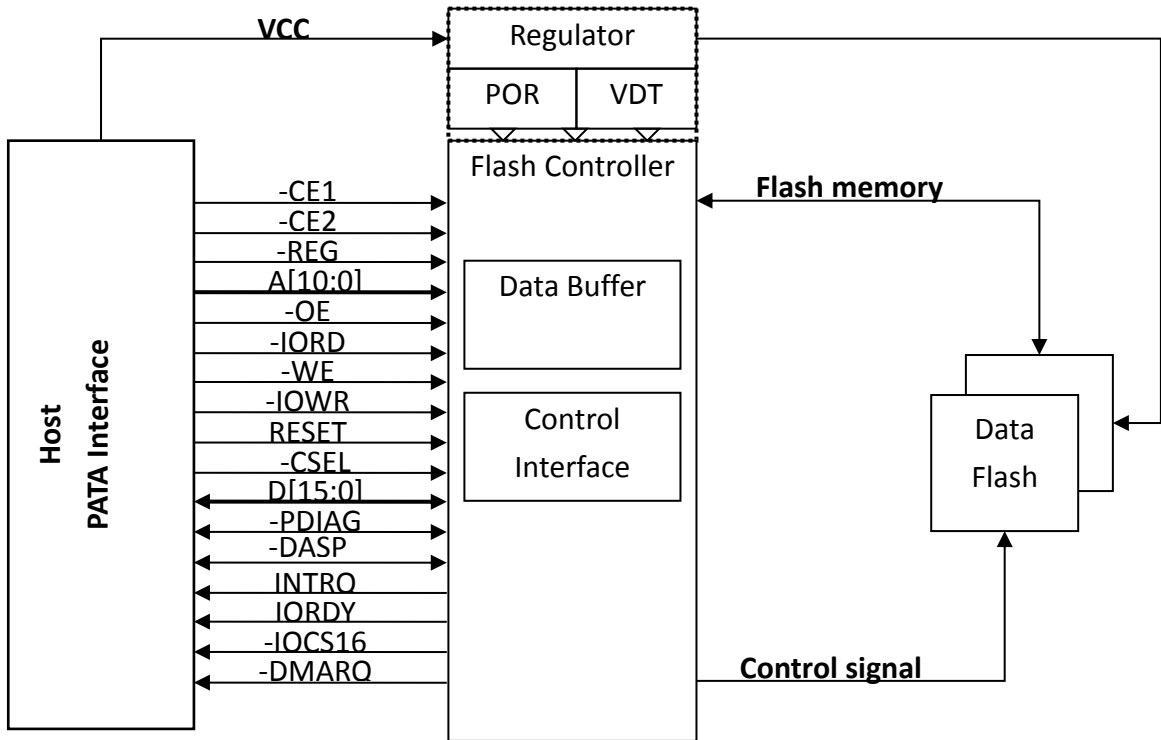 VCC
Regulator
POR
VDT
Flash Controller
-CE1
-CE2
-REG
A[10:0]
-OE
-IORD
-WE
-IOWR
RESET
-CSEL
D[15:0]
-PDIAG
-DASP
INTRQ
IORDY
-IOCS16
-DMARQ
Host
PATA Interface
Data Buffer
Control
Interface
Flash memory
Data
Flash
Control signal